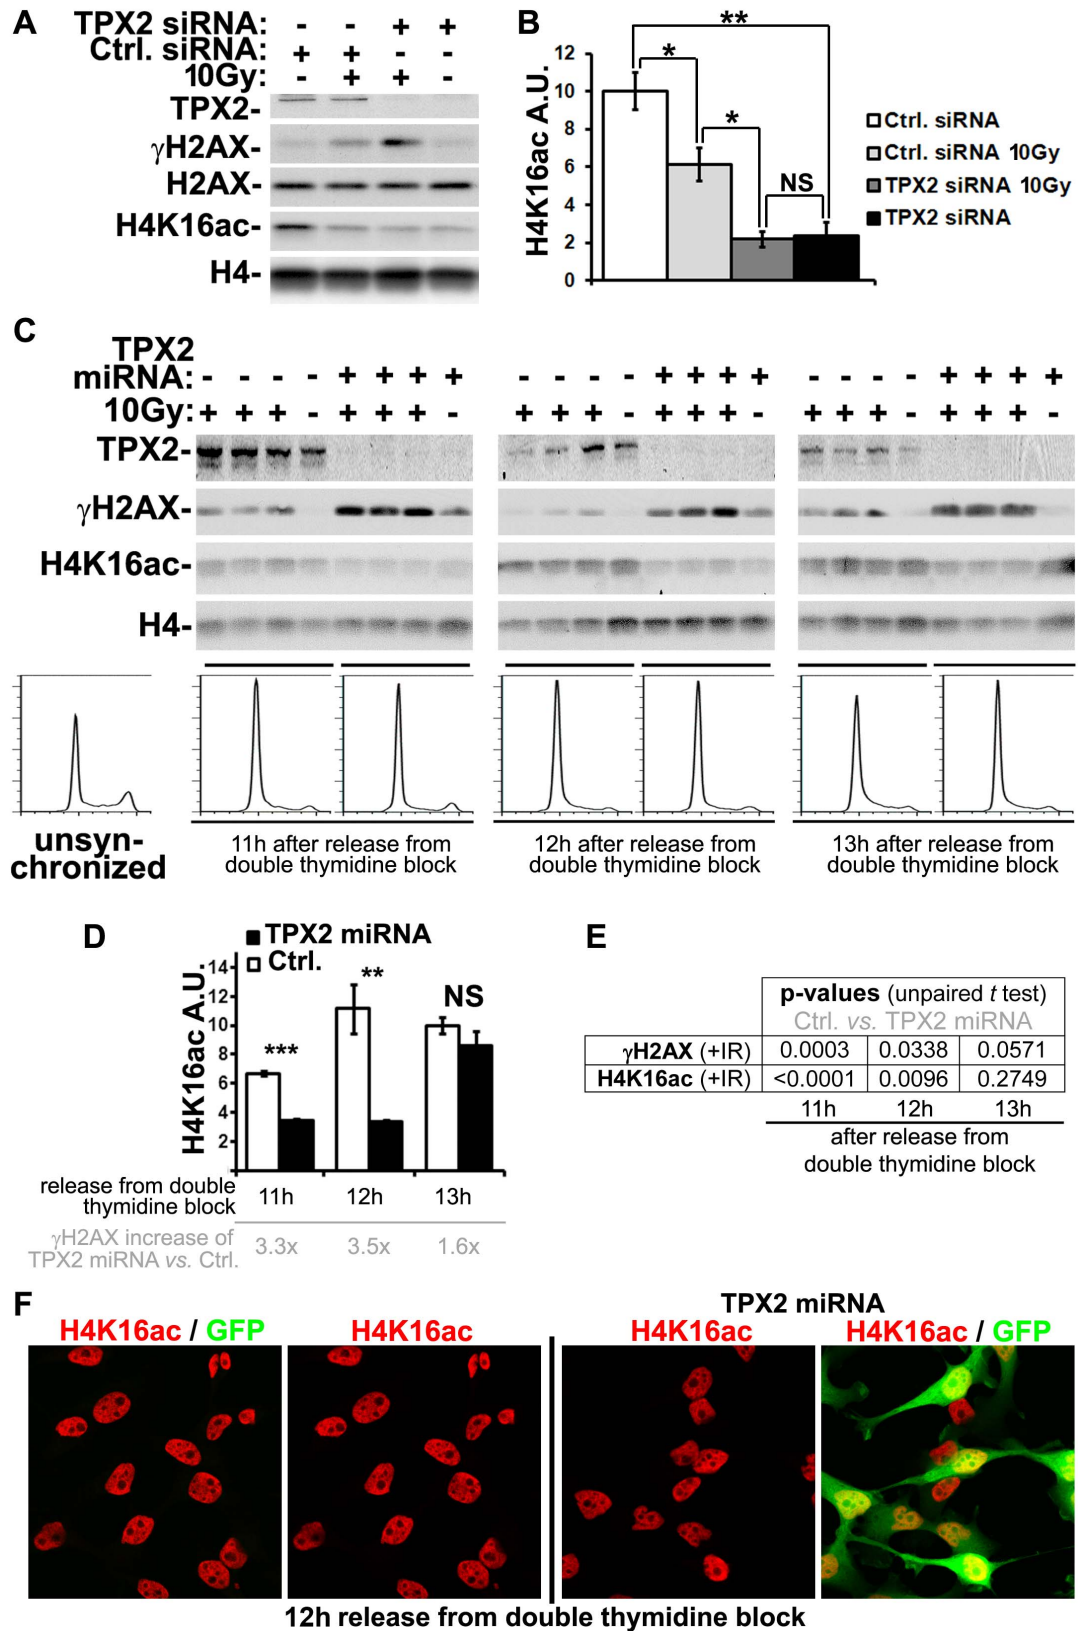 A
TPX2 siRNA: - - + +
Ctrl. siRNA: + + - -
10Gy: - + + -
TPX2-
γH2AX-
H2AX-
H4K16ac-
H4-
B
H4K16ac A.U.
12
10
8
6
4
2
0
**
*
*
NS
Ctrl. siRNA
Ctrl. siRNA 10Gy
TPX2 siRNA 10Gy
TPX2 siRNA
C
TPX2
miRNA: - - - - + + + + - - - - + + + + - - - - + + + +
10Gy: + + + - + + + - + + + - + + + - + + + - + + + -
TPX2-
γH2AX-
H4K16ac-
H4-
unsyn-
chronized
11h after release from
double thymidine block
12h after release from
double thymidine block
13h after release from
double thymidine block
D
TPX2 miRNA
Ctrl.
H4K16ac A.U.
14
12
10
8
6
4
2
***
**
NS
release from double
thymidine block
11h 12h 13h
γH2AX increase of
TPX2 miRNA vs. Ctrl.
3.3x 3.5x 1.6x
E
p-values (unpaired t test)
Ctrl. vs. TPX2 miRNA
γH2AX (+IR) 0.0003 0.0338 0.0571
H4K16ac (+IR) <0.0001 0.0096 0.2749
11h 12h 13h
after release from
double thymidine block
F
TPX2 miRNA
H4K16ac / GFP
H4K16ac
H4K16ac
H4K16ac / GFP
12h release from double thymidine block